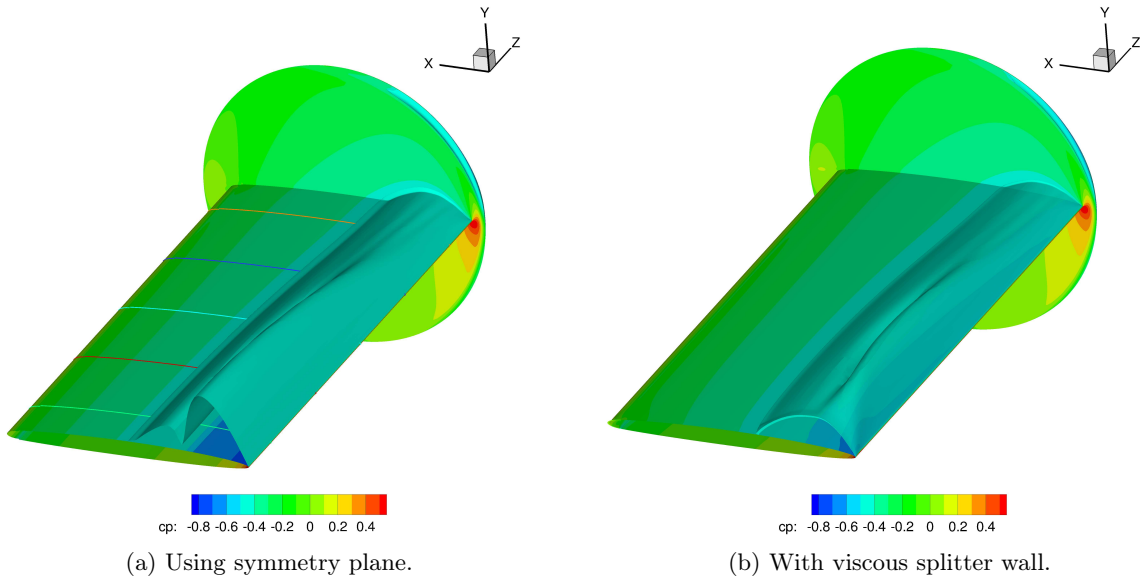 Y
Z
X
Y
Z
X
cp: -0.8 -0.6 -0.4 -0.2 0 0.2 0.4
cp: -0.8 -0.6 -0.4 -0.2 0 0.2 0.4
(a) Using symmetry plane.
(b) With viscous splitter wall.